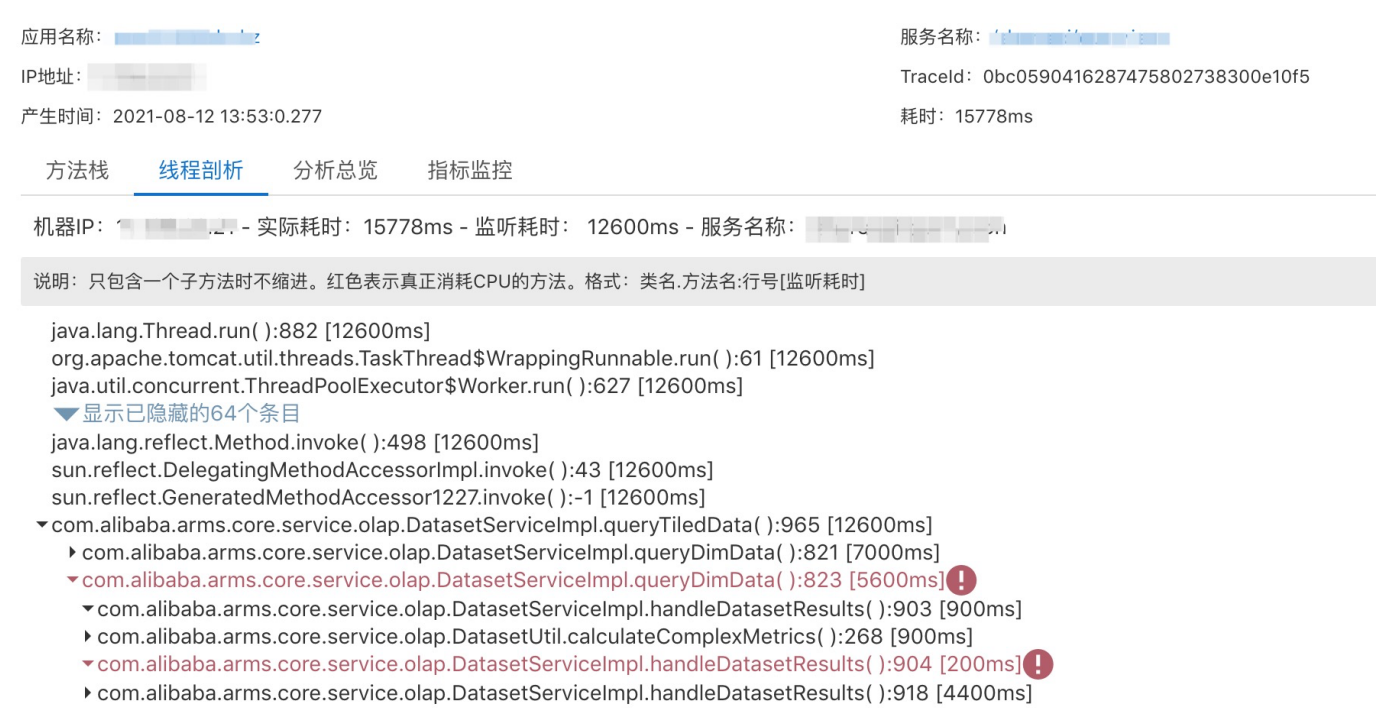 应用名称：
服务名称：
IP地址：
TraceId：0bc0590416287475802738300e10f5
产生时间：2021-08-12 13:53:0.277
耗时：15778ms
方法栈 线程剖析 分析总览 指标监控
机器IP： - 实际耗时：15778ms - 监听耗时： 12600ms - 服务名称：
说明：只包含一个子方法时不缩进。红色表示真正消耗CPU的方法。格式：类名.方法名:行号[监听耗时]
java.lang.Thread.run( ):882 [12600ms]
org.apache.tomcat.util.threads.TaskThread$WrappingRunnable.run( ):61 [12600ms]
java.util.concurrent.ThreadPoolExecutor$Worker.run( ):627 [12600ms]
显示已隐藏的64个条目
java.lang.reflect.Method.invoke( ):498 [12600ms]
sun.reflect.DelegatingMethodAccessorImpl.invoke( ):43 [12600ms]
sun.reflect.GeneratedMethodAccessor1227.invoke( ):-1 [12600ms]
com.alibaba.arms.core.service.olap.DatasetServiceImpl.queryTiledData( ):965 [12600ms]
com.alibaba.arms.core.service.olap.DatasetServiceImpl.queryDimData( ):821 [7000ms]
com.alibaba.arms.core.service.olap.DatasetServiceImpl.queryDimData( ):823 [5600ms]
com.alibaba.arms.core.service.olap.DatasetServiceImpl.handleDatasetResults( ):903 [900ms]
com.alibaba.arms.core.service.olap.DatasetUtil.calculateComplexMetrics( ):268 [900ms]
com.alibaba.arms.core.service.olap.DatasetServiceImpl.handleDatasetResults( ):904 [200ms]
com.alibaba.arms.core.service.olap.DatasetServiceImpl.handleDatasetResults( ):918 [4400ms]